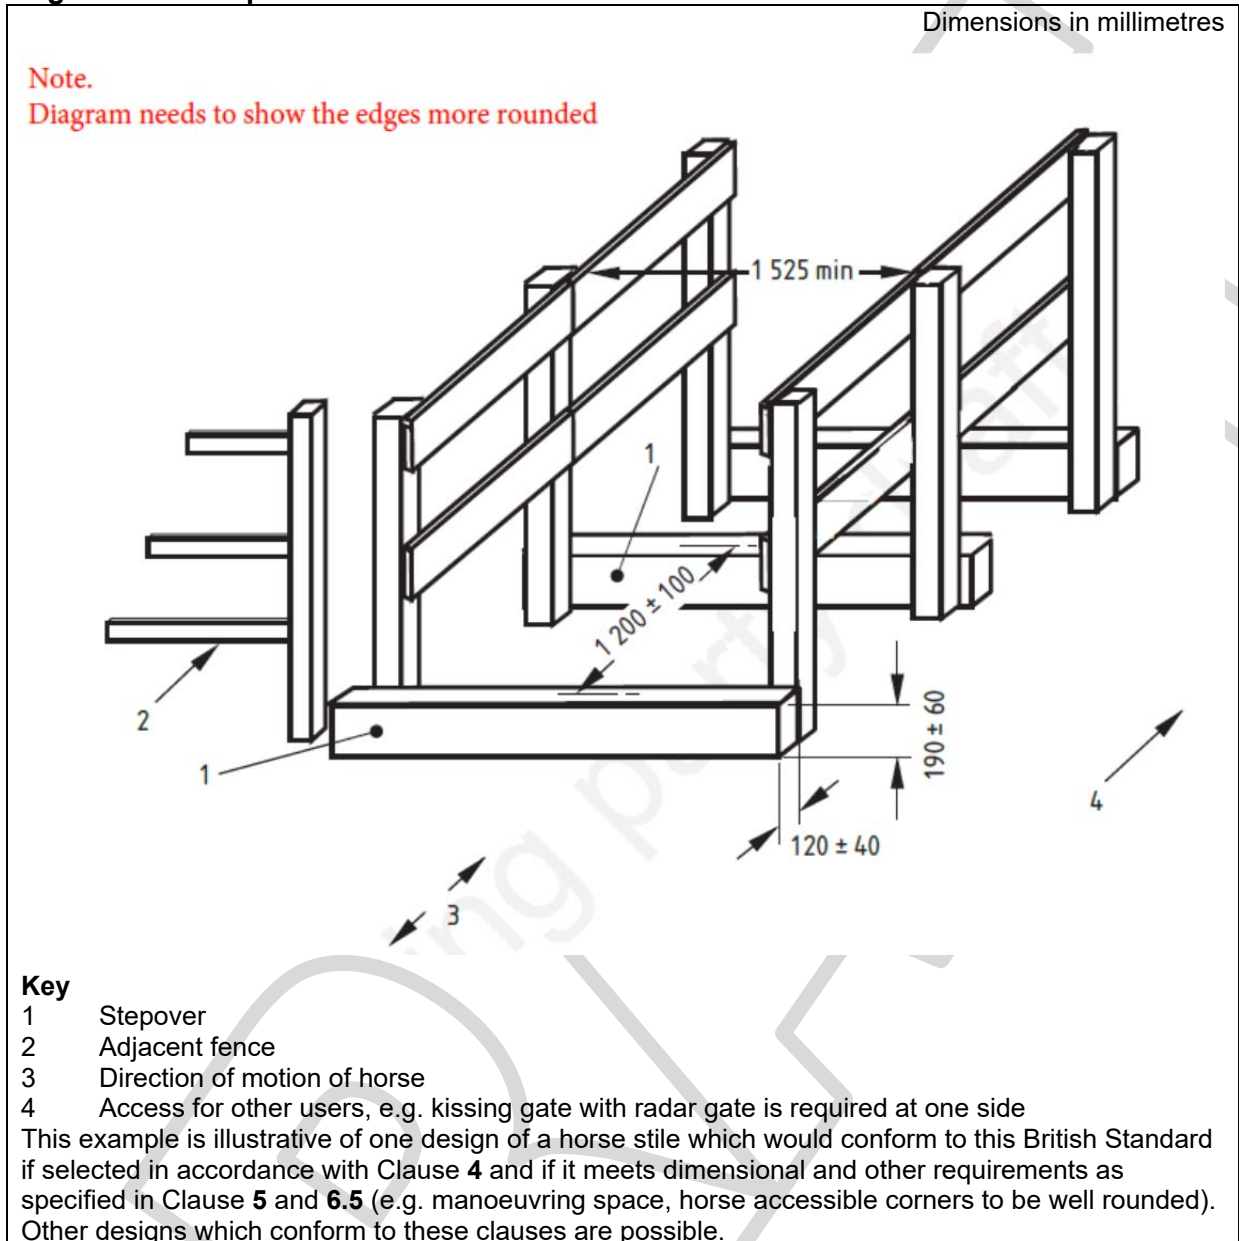 Dimensions in millimetres
Note.
Diagram needs to show the edges more rounded
1 525 min
1
1 200 ± 100
2
1
190 ± 60
4
120 ± 40
3
Key
1 Stepover
2 Adjacent fence
3 Direction of motion of horse
4 Access for other users, e.g. kissing gate with radar gate is required at one side
This example is illustrative of one design of a horse stile which would conform to this British Standard
if selected in accordance with Clause 4 and if it meets dimensional and other requirements as
specified in Clause 5 and 6.5 (e.g. manoeuvring space, horse accessible corners to be well rounded).
Other designs which conform to these clauses are possible.